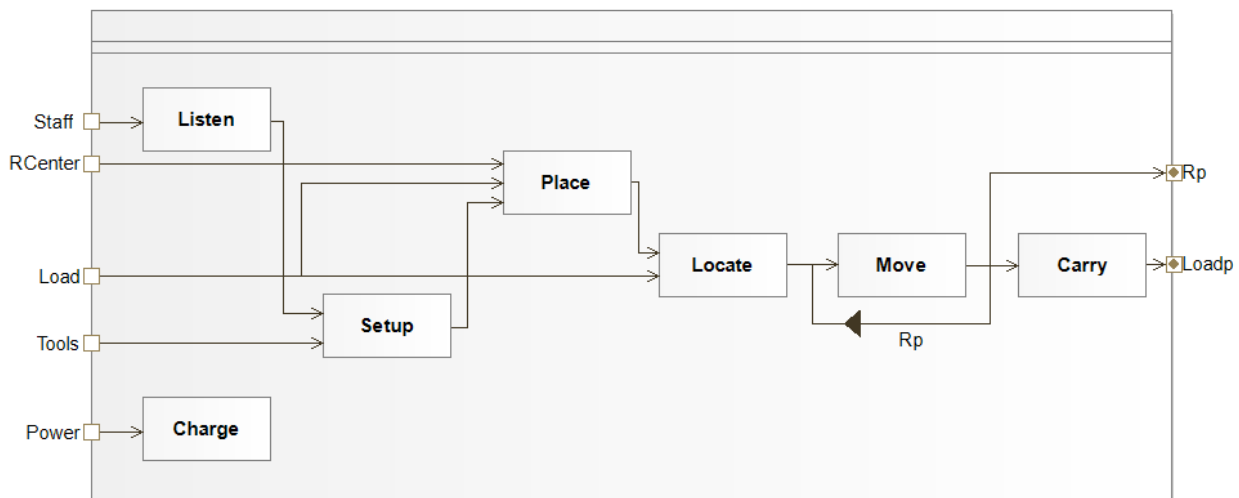 Staff
Listen
RCenter
Place
Rp
Load
Locate
Move
Carry
Loadp
Setup
Tools
Rp
Power
Charge